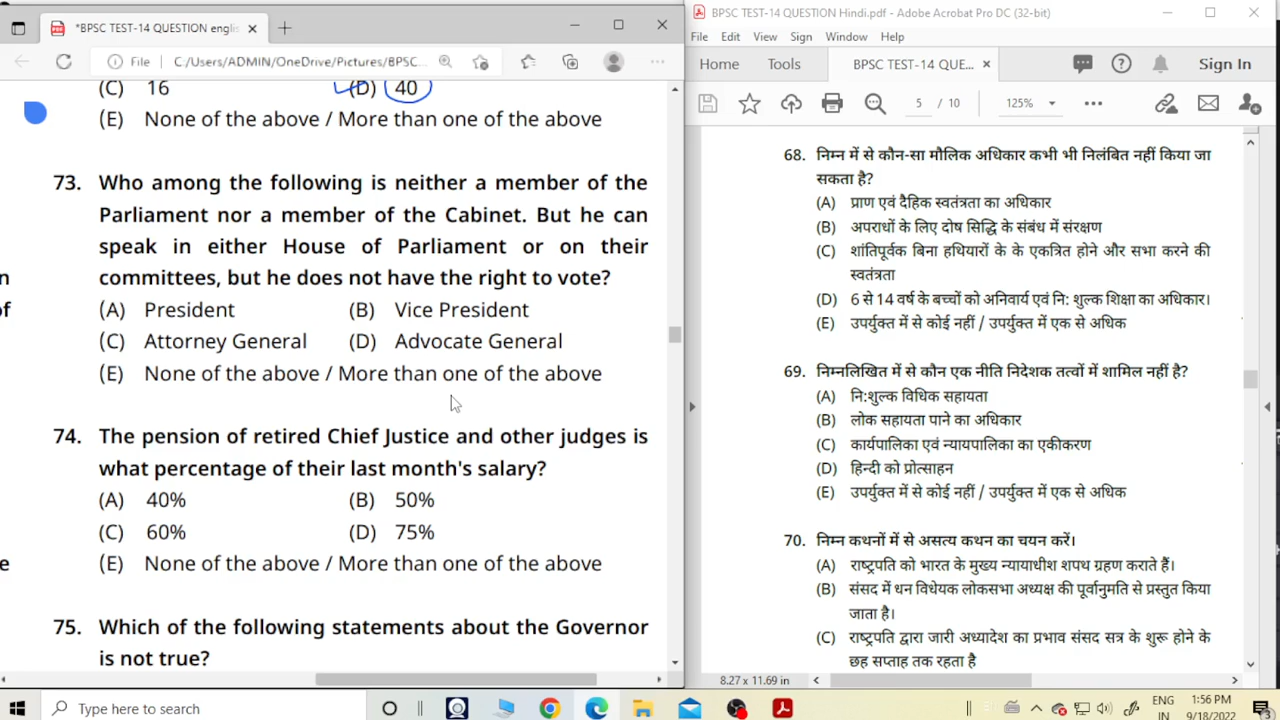 *BPSC TEST-14 QUESTION engli
File
C:/Users/ADMIN/OneDrive/Pictures/BPSC...
(C) 16 (D) 40
(E) None of the above / More than one of the above
73. Who among the following is neither a member of the
Parliament nor a member of the Cabinet. But he can
speak in either House of Parliament or on their
committees, but he does not have the right to vote?
(A) President (B) Vice President
(C) Attorney General (D) Advocate General
(E) None of the above / More than one of the above
74. The pension of retired Chief Justice and other judges is
what percentage of their last month's salary?
(A) 40% (B) 50%
(C) 60% (D) 75%
(E) None of the above / More than one of the above
75. Which of the following statements about the Governor
is not true?
n
of
e
BPSC TEST-14 QUESTION Hindi.pdf - Adobe Acrobat Pro DC (32-bit)
File Edit View Sign Window Help
Home Tools BPSC TEST-14 QUE... Sign In
5 / 10 125%
68. निम्न में से कौन-सा मौलिक अधिकार कभी भी निलंबित नहीं किया जा
सकता है?
(A) प्राण एवं दैहिक स्वतंत्रता का अधिकार
(B) अपराधों के लिए दोष सिद्धि के संबंध में संरक्षण
(C) शांतिपूर्वक बिना हथियारों के के एकत्रित होने और सभा करने की
स्वतंत्रता
(D) 6 से 14 वर्ष के बच्चों को अनिवार्य एवं नि: शुल्क शिक्षा का अधिकार।
(E) उपर्युक्त में से कोई नहीं / उपर्युक्त में एक से अधिक
69. निम्नलिखित में से कौन एक नीति निदेशक तत्वों में शामिल नहीं है?
(A) नि:शुल्क विधिक सहायता
(B) लोक सहायता पाने का अधिकार
(C) कार्यपालिका एवं न्यायपालिका का एकीकरण
(D) हिन्दी को प्रोत्साहन
(E) उपर्युक्त में से कोई नहीं / उपर्युक्त में एक से अधिक
70. निम्न कथनों में से असत्य कथन का चयन करें।
(A) राष्ट्रपति को भारत के मुख्य न्यायाधीश शपथ ग्रहण कराते हैं।
(B) संसद में धन विधेयक लोकसभा अध्यक्ष की पूर्वानुमति से प्रस्तुत किया
जाता है।
(C) राष्ट्रपति द्वारा जारी अध्यादेश का प्रभाव संसद सत्र के शुरू होने के
छह सप्ताह तक रहता है
8.27 x 11.69 in
Type here to search
ENG
IN
1:56 PM
9/18/2022